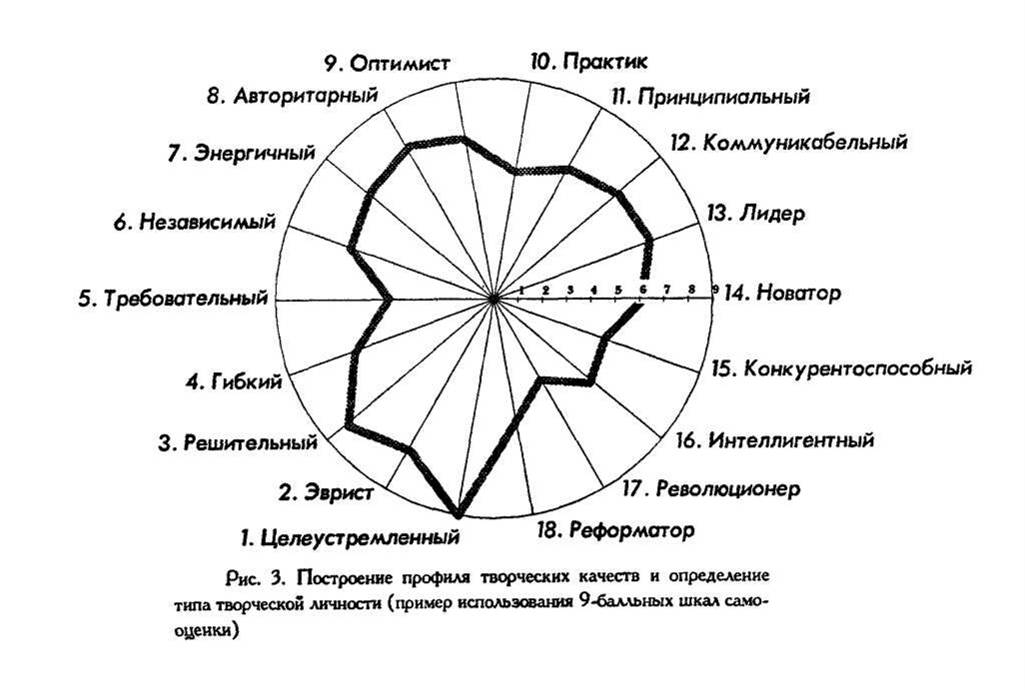 9. Оптимист
10. Практик
8. Авторитарный
11. Принципиальный
7. Энергичный
12. Коммуникабельный
6. Независимый
13. Лидер
5. Требовательный
1 2 3 4 5 6 7 8 9
14. Новатор
4. Гибкий
15. Конкурентоспособный
3. Решительный
16. Интеллигентный
2. Эврист
17. Революционер
1. Целеустремленный
18. Реформатор
Рис. 3. Построение профиля творческих качеств и определение
типа творческой личности (пример использования 9-балльных шкал само-
оценки)